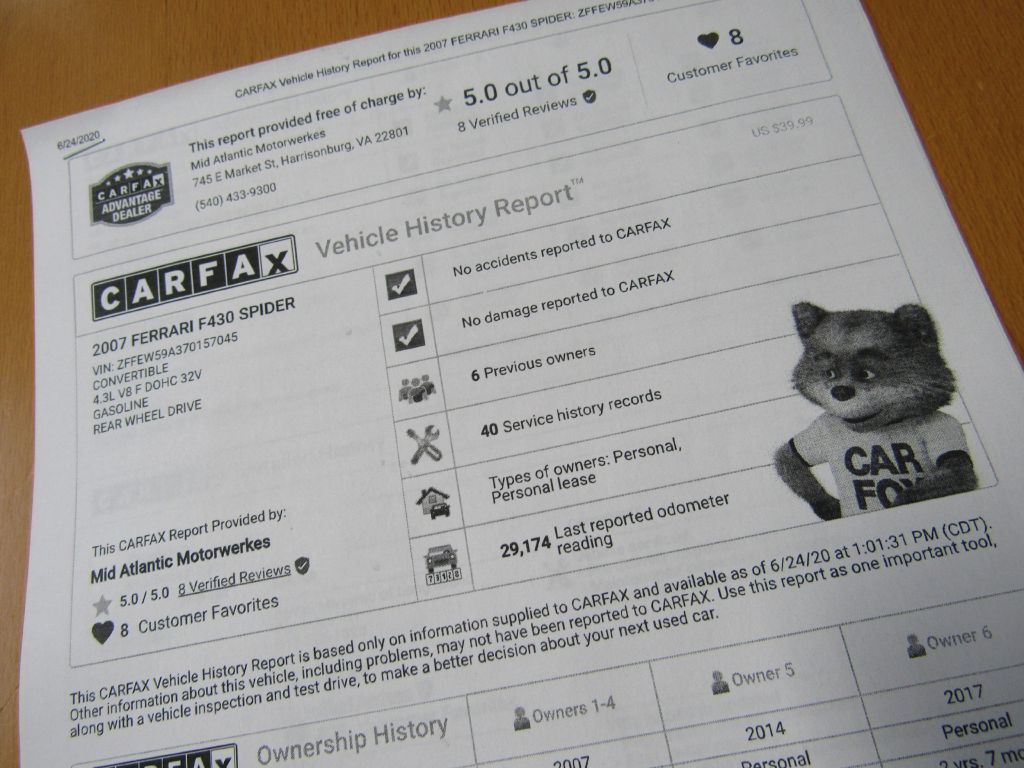 CARFAX Vehicle History Report for this 2007 FERRARI F430 SPIDER:
6/24/2020
CARFAX
ADVANTAGE
DEALER
This report provided free of charge by:
Mid Atlantic Motorwerkes
745 E Market St, Harrisonburg, VA 22801
(540) 433-9300
5.0 out of 5.0
8 Verified Reviews
8
Customer Favorites
US $39.99
CARFAX Vehicle History Report™
2007 FERRARI F430 SPIDER
VIN: ZFFEW59A370157045
CONVERTIBLE
4.3L V8 F DOHC 32V
GASOLINE
REAR WHEEL DRIVE
No accidents reported to CARFAX
No damage reported to CARFAX
6 Previous owners
40 Service history records
Types of owners: Personal,
Personal lease
29,174 Last reported odometer
reading
CAR
FOX
This CARFAX Report Provided by:
Mid Atlantic Motorwerkes
5.0 / 5.0 8 Verified Reviews
8 Customer Favorites
This CARFAX Vehicle History Report is based only on information supplied to CARFAX and available as of 6/24/20 at 1:01:31 PM (CDT).
Other information about this vehicle, including problems, may not have been reported to CARFAX. Use this report as one important tool,
along with a vehicle inspection and test drive, to make a better decision about your next used car.
CARFAX Ownership History
Owners 1-4
Owner 5
Owner 6
2007
2014
2017
Personal
Personal
2 yrs. 7 mo